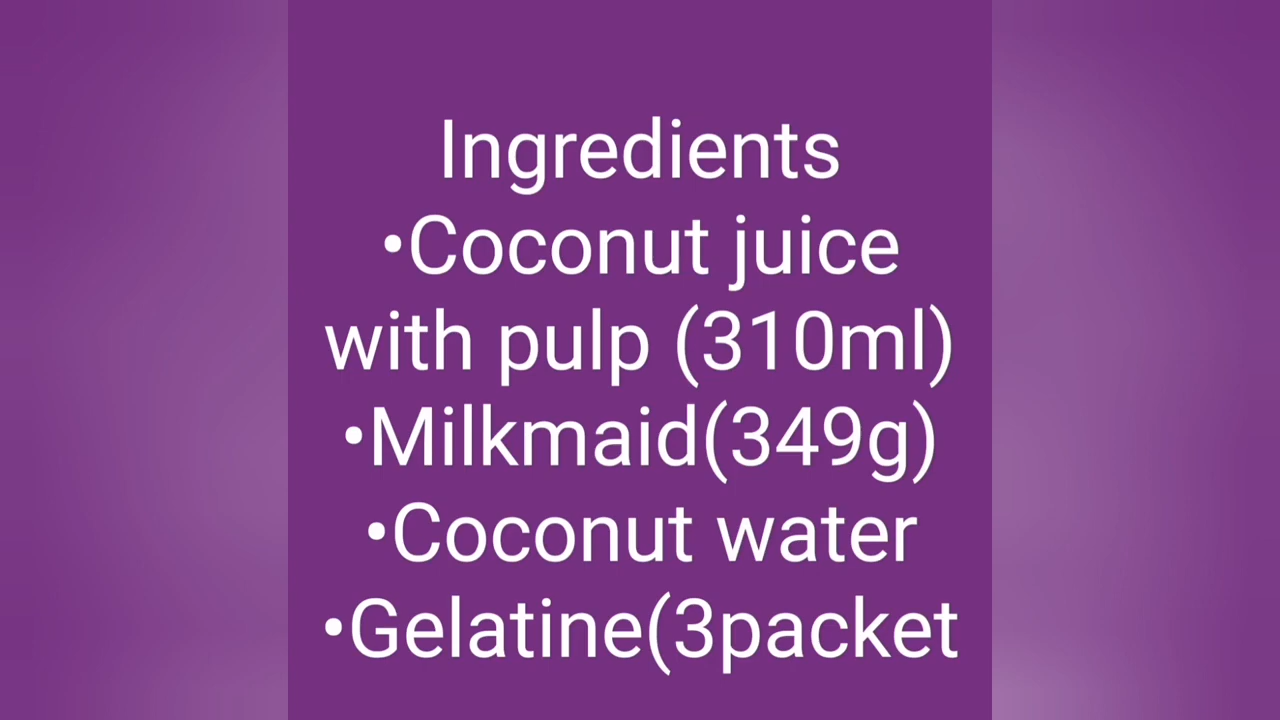 Ingredients
•Coconut juice
with pulp (310ml)
•Milkmaid(349g)
•Coconut water
•Gelatine(3packet